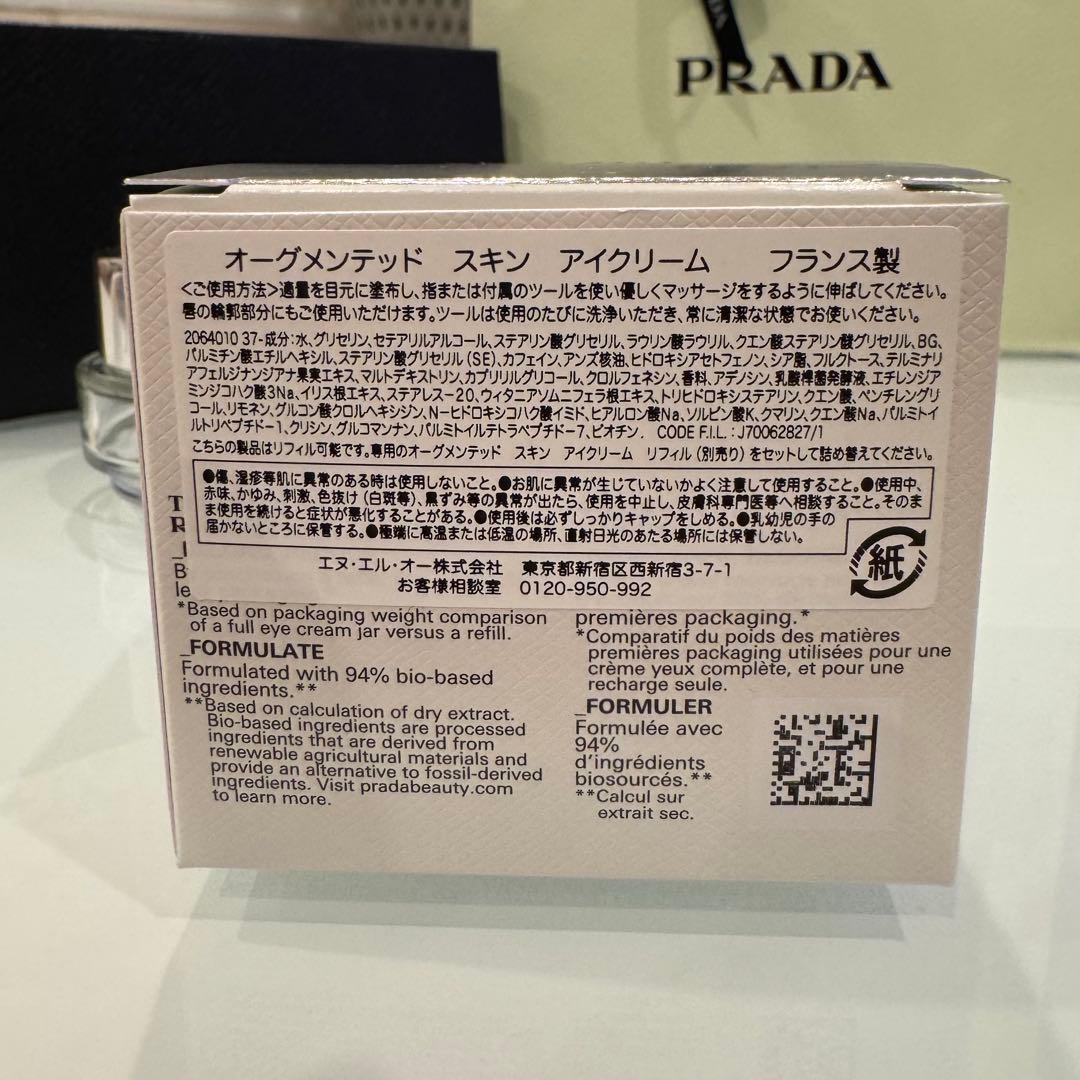 PRADA
オーグメンテッド スキン アイクリーム フランス製
<ご使用方法>適量を目元に塗布し、指または付属のツールを使い優しくマッサージをするように伸ばしてください。
唇の輪郭部分にもご使用いただけます。ツールは使用のたびに洗浄いただき、常に清潔な状態でお使いください。
2064010 37-成分:水、グリセリン、セテアリルアルコール、ステアリン酸グリセリル、ラウリン酸ラウリル、クエン酸ステアリン酸グリセリル、BG、
パルミチン酸エチルヘキシル、ステアリン酸グリセリル(SE)、カフェイン、アンズ核油、ヒドロキシアセトフェノン、シア脂、フルクトース、テルミナリ
アフェルジナンジアナ果実エキス、マルトデキストリン、カプリリルグリコール、クロルフェネシン、香料、アデノシン、乳酸桿菌発酵液、エチレンジア
ミンジコハク酸3Na、イリス根エキス、ステアレス-20、ウィタニアソムニフェラ根エキス、トリヒドロキシステアリン、クエン酸、ペンチレングリ
コール、リモネン、グルコン酸クロルヘキシジン、N-ヒドロキシコハク酸イミド、ヒアルロン酸Na、ソルビン酸K、クマリン、クエン酸Na、パルミトイ
ルトリペプチド-1、クリシン、グルコマンナン、パルミトイルテトラペプチド-7、ビオチン. CODE F.I.L. : J70062827/1
こちらの製品はリフィル可能です。専用のオーグメンテッド スキン アイクリーム リフィル(別売り)をセットして詰め替えてください。
●傷、湿疹等肌に異常のある時は使用しないこと。●お肌に異常が生じていないかよく注意して使用すること。●使用中、
赤味、かゆみ、刺激、色抜け(白斑等)、黒ずみ等の異常が出たら、使用を中止し、皮膚科専門医等へ相談すること。そのまま
使用を続けると症状が悪化することがある。●使用後は必ずしっかりキャップをしめる。●乳幼児の手の
届かないところに保管する。●極端に高温または低温の場所、直射日光のあたる場所には保管しない。
紙
エヌ・エル・オー株式会社 東京都新宿区西新宿3-7-1
お客様相談室 0120-950-992
*Based on packaging weight comparison
of a full eye cream jar versus a refill.
_FORMULATE
Formulated with 94% bio-based
ingredients.**
**Based on calculation of dry extract.
Bio-based ingredients are processed
ingredients that are derived from
renewable agricultural materials and
provide an alternative to fossil-derived
ingredients. Visit pradabeauty.com
to learn more.
premières packaging.*
*Comparatif du poids des matières
premières packaging utilisées pour une
crème yeux complète, et pour une
recharge seule.
_FORMULER
Formulée avec
94%
d'ingrédients
biosourcés.**
**Calcul sur
extrait sec.